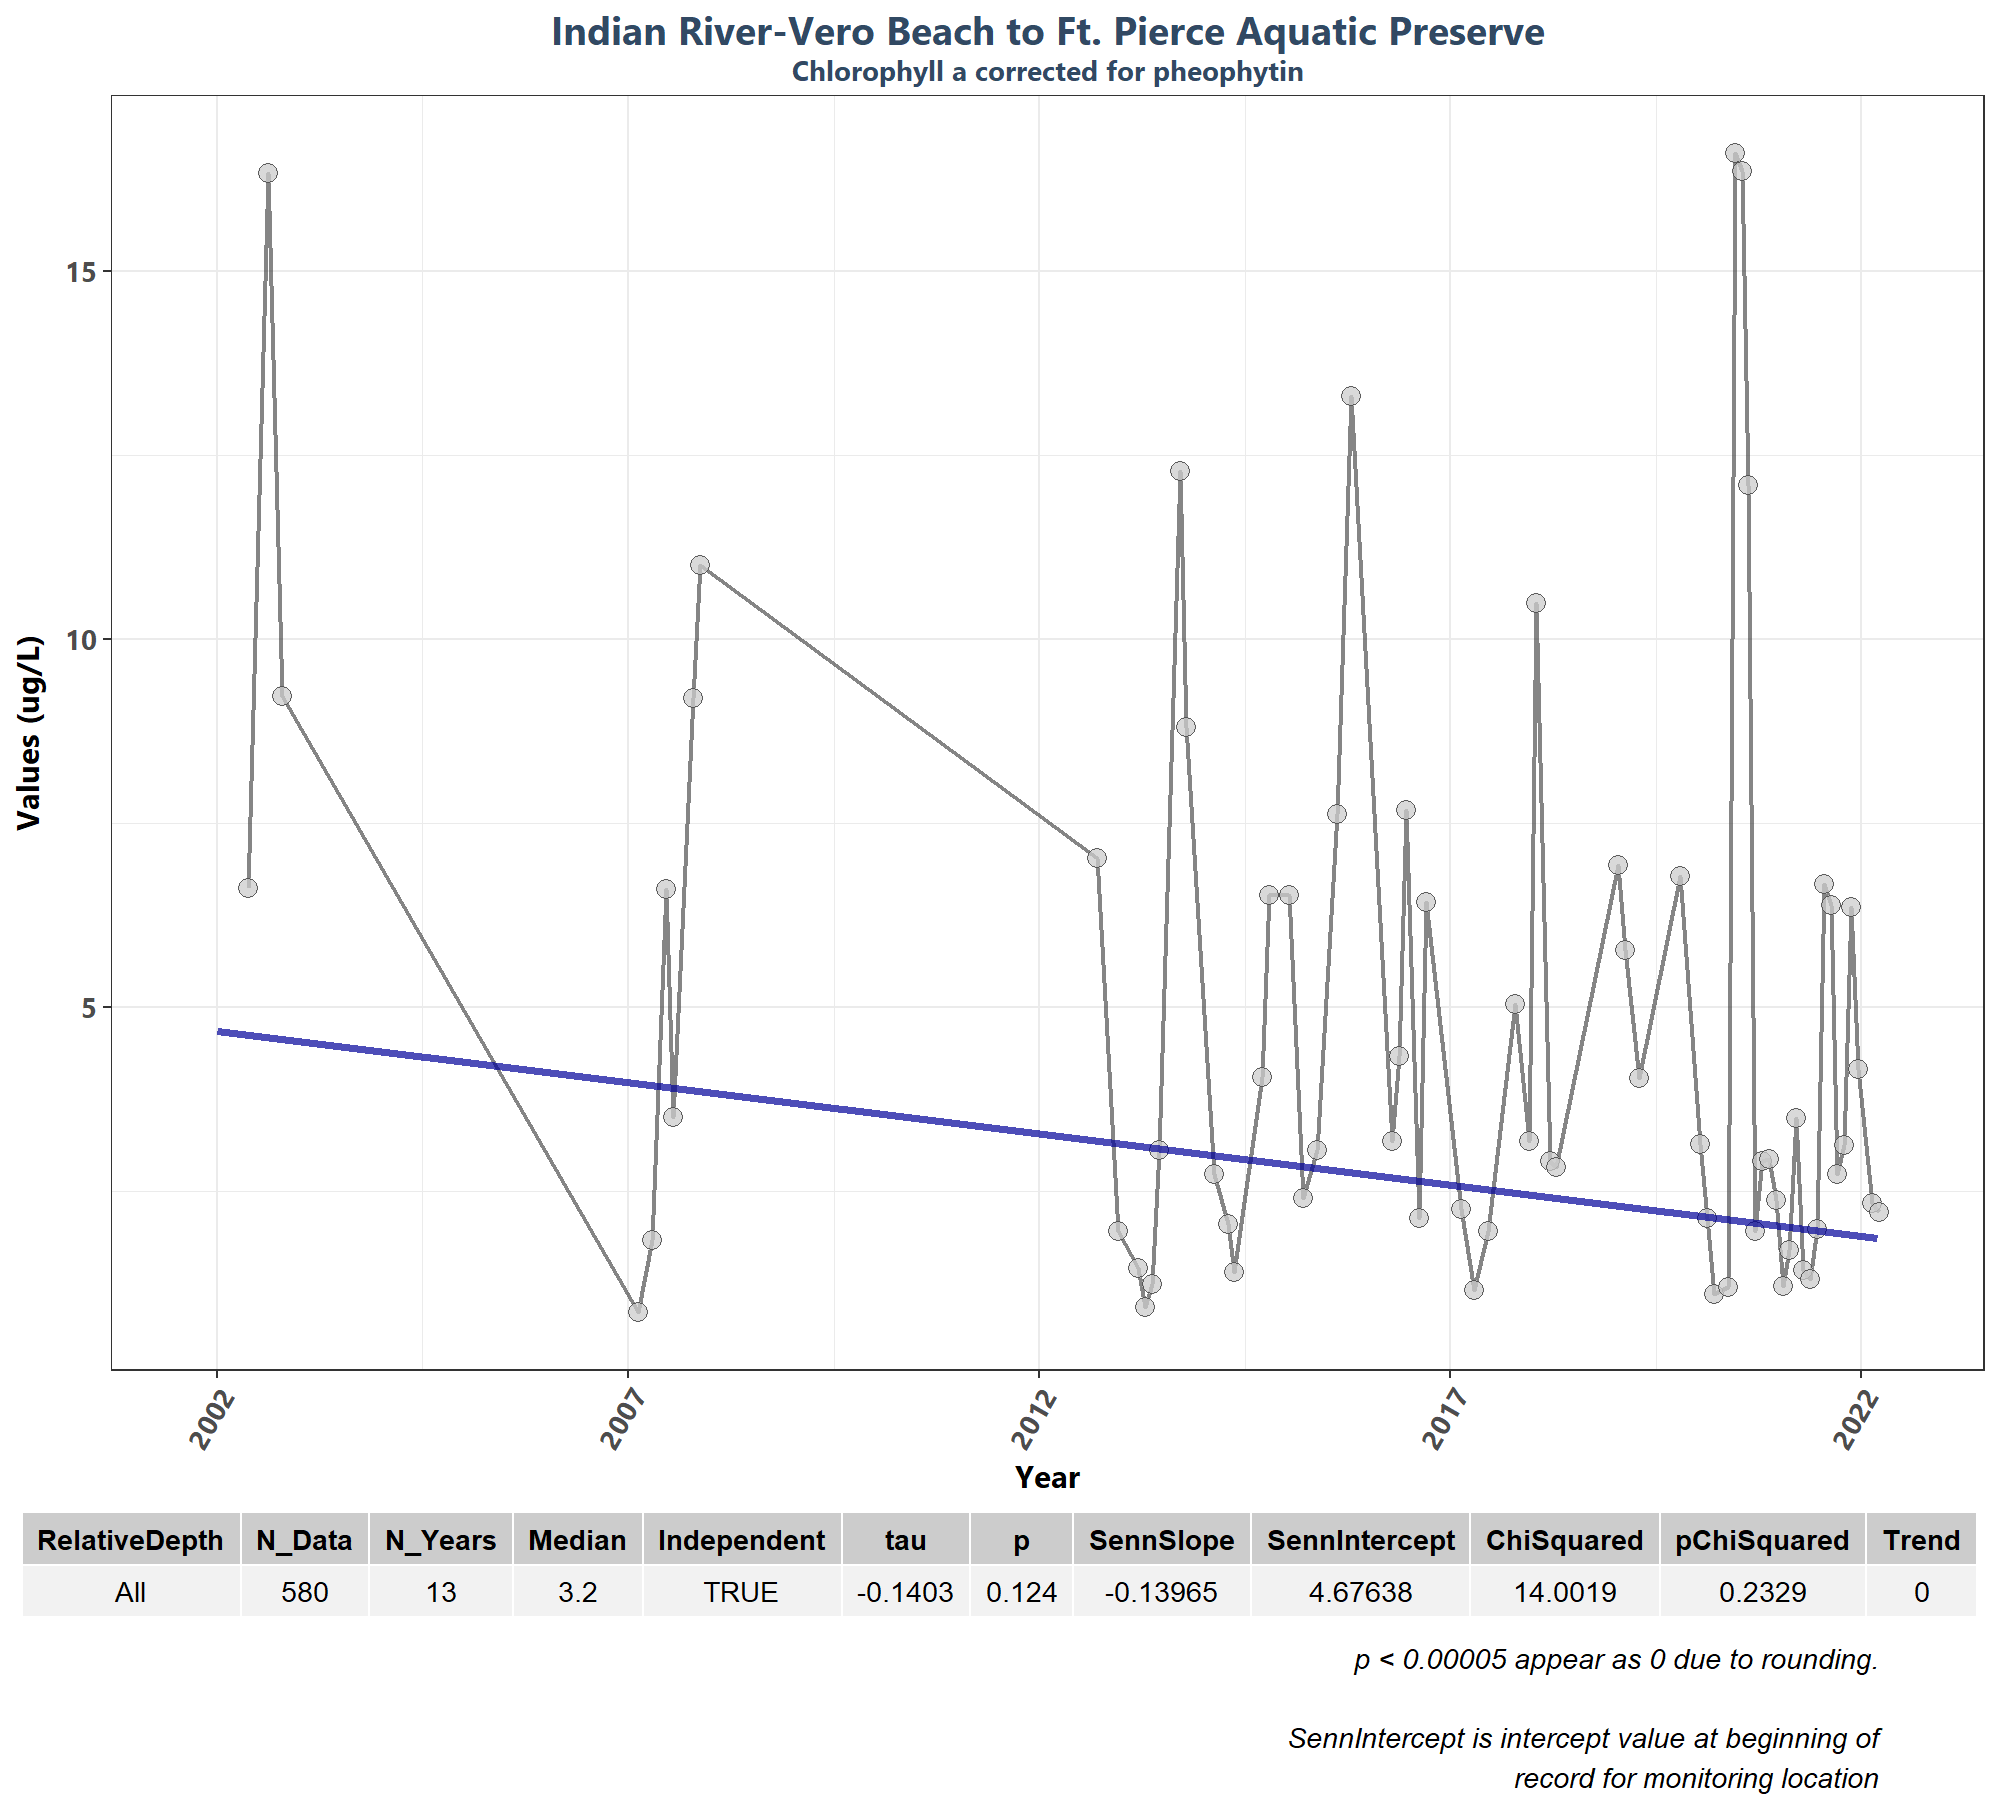 Indian River-Vero Beach to Ft. Pierce Aquatic Preserve
Chlorophyll a corrected for pheophytin
Values (ug/L)
15
10
5
2002
2007
2012
2017
2022
Year
RelativeDepth N_Data N_Years Median Independent tau p SennSlope SennIntercept ChiSquared pChiSquared Trend
All 580 13 3.2 TRUE -0.1403 0.124 -0.13965 4.67638 14.0019 0.2329 0
p < 0.00005 appear as 0 due to rounding.
SennIntercept is intercept value at beginning of
record for monitoring location